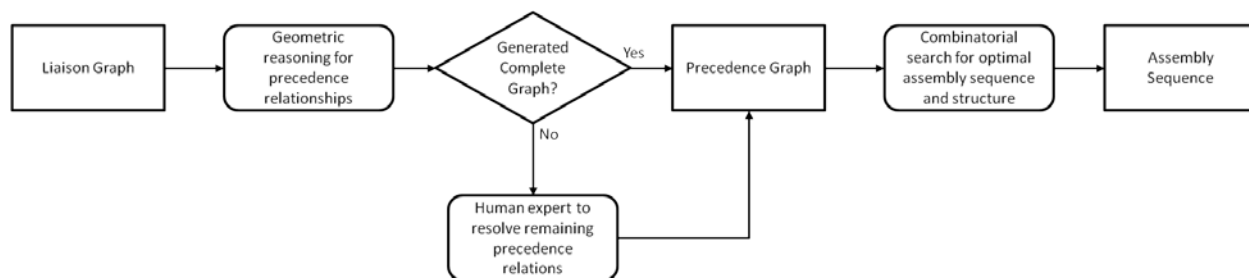 Liaison Graph
Geometric
reasoning for
precedence
relationships
Generated
Complete
Graph?
Yes
No
Human expert to
resolve remaining
precedence
relations
Precedence Graph
Combinatorial
search for optimal
assembly sequence
and structure
Assembly
Sequence